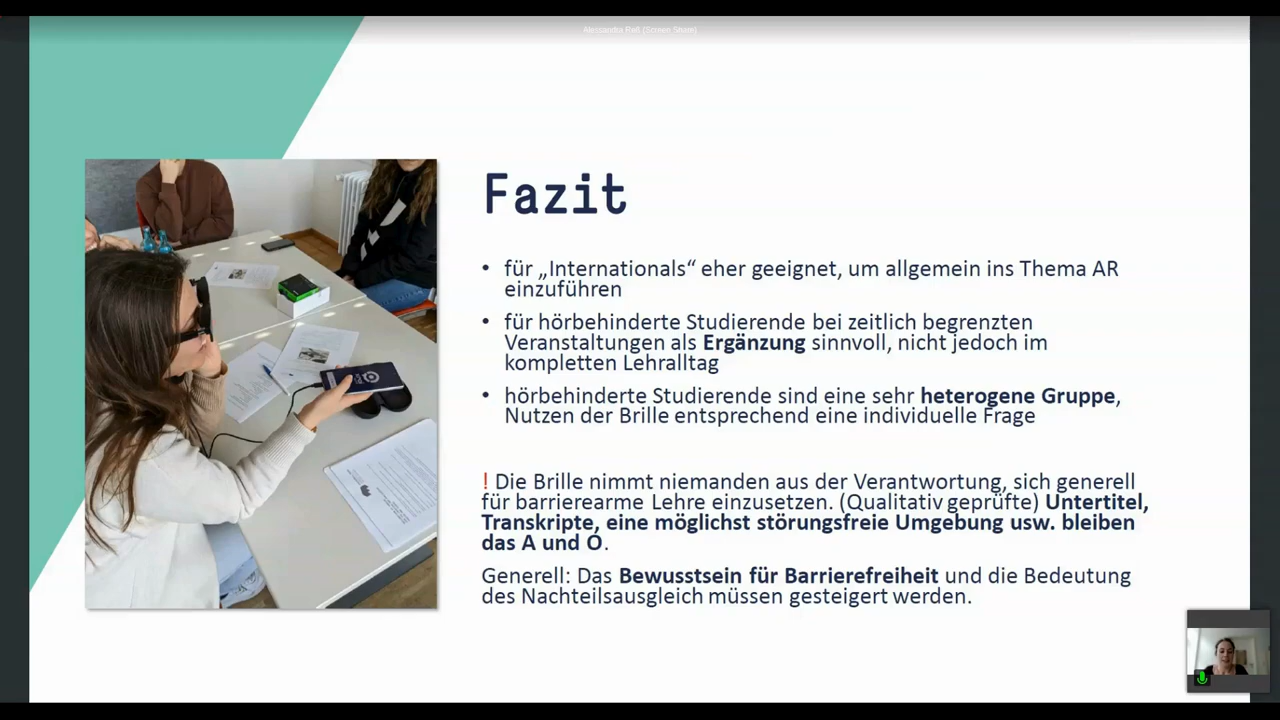 Alessandra Reß (Screen Share)
Fazit
• für „Internationals“ eher geeignet, um allgemein ins Thema AR
einzuführen
• für hörbehinderte Studierende bei zeitlich begrenzten
Veranstaltungen als Ergänzung sinnvoll, nicht jedoch im
kompletten Lehralltag
• hörbehinderte Studierende sind eine sehr heterogene Gruppe,
Nutzen der Brille entsprechend eine individuelle Frage
! Die Brille nimmt niemanden aus der Verantwortung, sich generell
für barrierearme Lehre einzusetzen. (Qualitativ geprüfte) Untertitel,
Transkripte, eine möglichst störungsfreie Umgebung usw. bleiben
das A und O.
Generell: Das Bewusstsein für Barrierefreiheit und die Bedeutung
des Nachteilsausgleich müssen gesteigert werden.